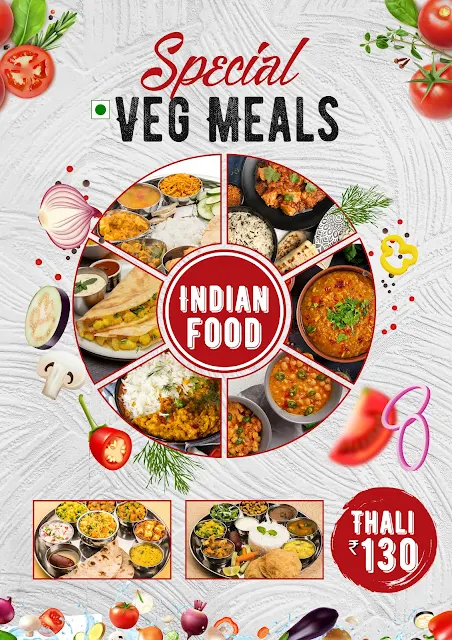 Special
VEG MEALS
INDIAN
FOOD
THALI
₹130